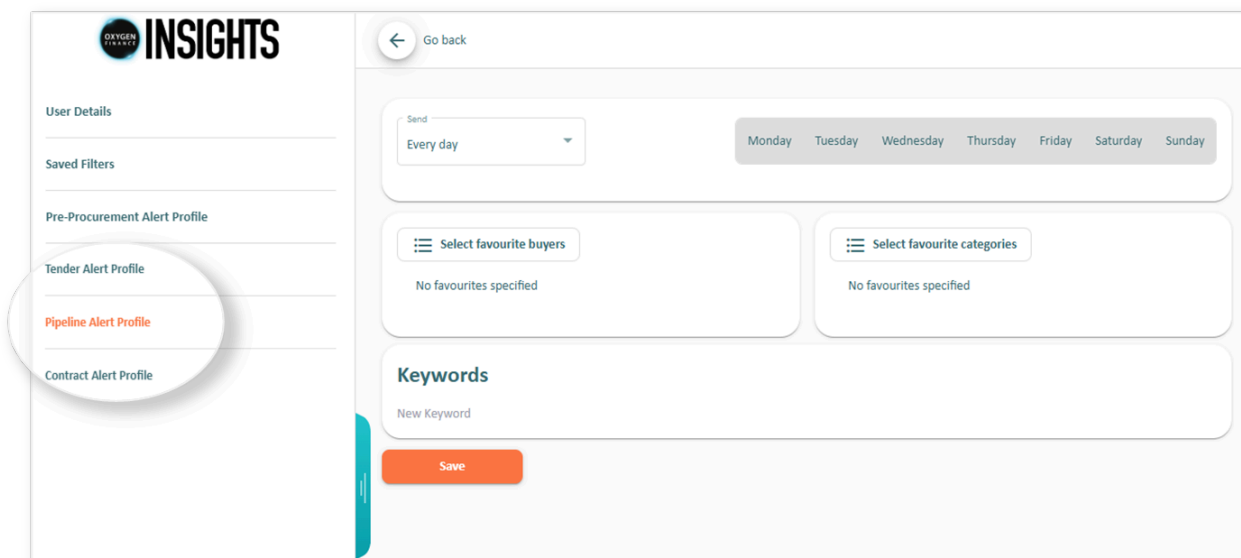 OXYGEN
FINANCE
INSIGHTS
Go back
User Details
Saved Filters
Pre-Procurement Alert Profile
Tender Alert Profile
Pipeline Alert Profile
Contract Alert Profile
Send
Every day
Monday Tuesday Wednesday Thursday Friday Saturday Sunday
Select favourite buyers
No favourites specified
Select favourite categories
No favourites specified
Keywords
New Keyword
Save